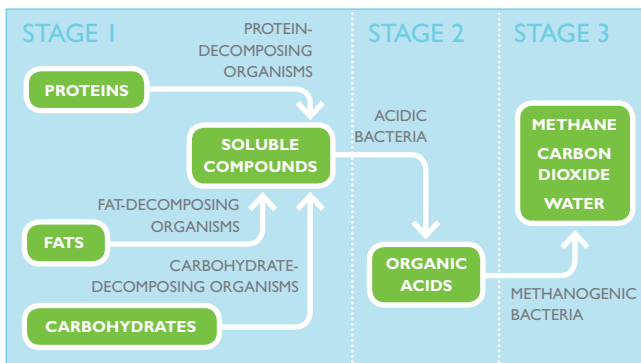 STAGE 1
STAGE 2
STAGE 3
PROTEIN-
DECOMPOSING
ORGANISMS
PROTEINS
SOLUBLE
COMPOUNDS
ACIDIC
BACTERIA
METHANE
CARBON
DIOXIDE
WATER
FAT-DECOMPOSING
ORGANISMS
FATS
CARBOHYDRATE-
DECOMPOSING ORGANISMS
ORGANIC
ACIDS
METHANOGENIC
BACTERIA
CARBOHYDRATES